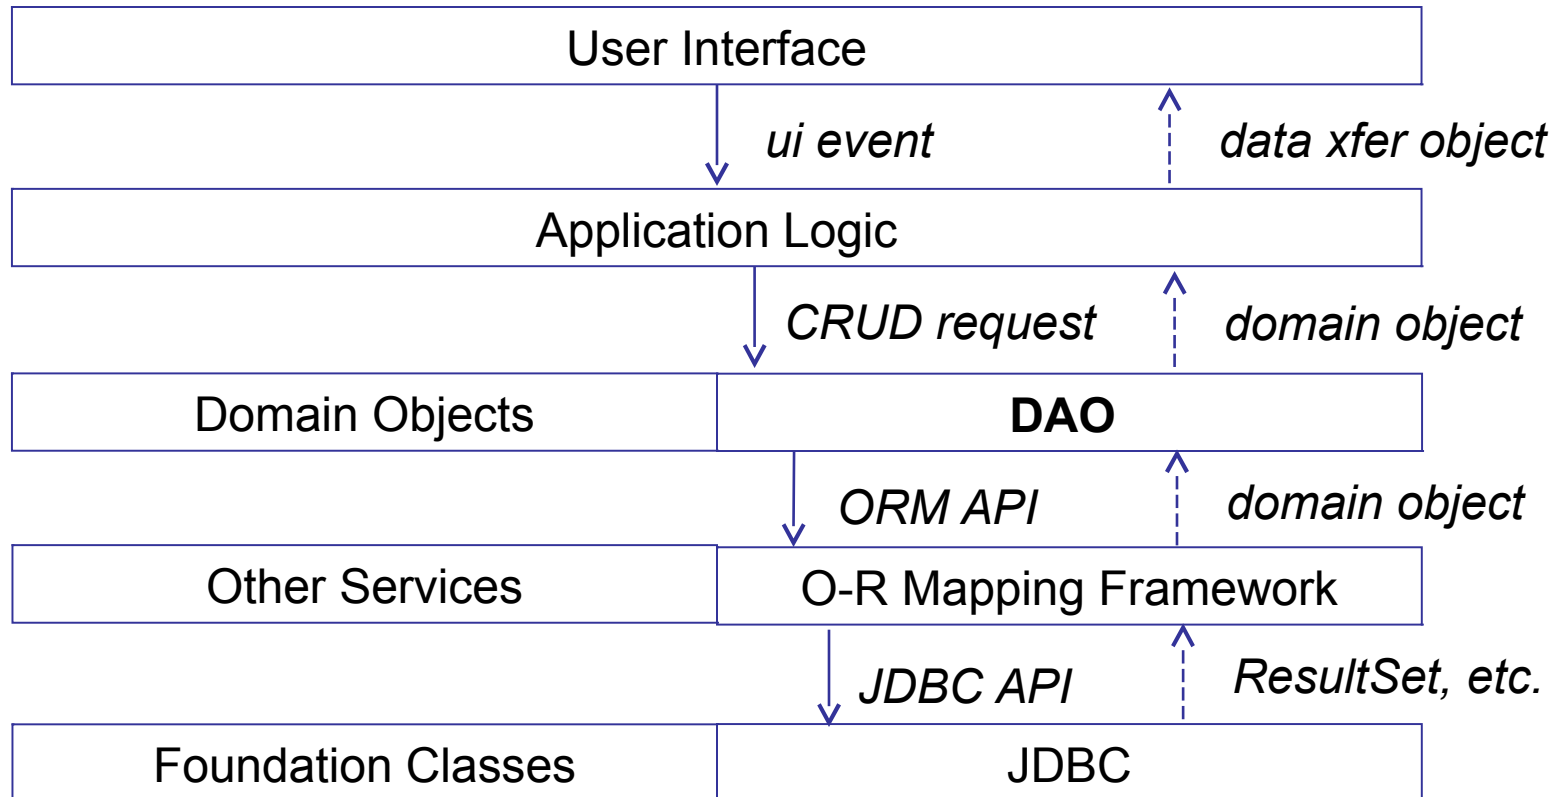 User Interface
ui event
data xfer object
Application Logic
CRUD request
domain object
Domain Objects
DAO
ORM API
domain object
Other Services
O-R Mapping Framework
JDBC API
ResultSet, etc.
Foundation Classes
JDBC